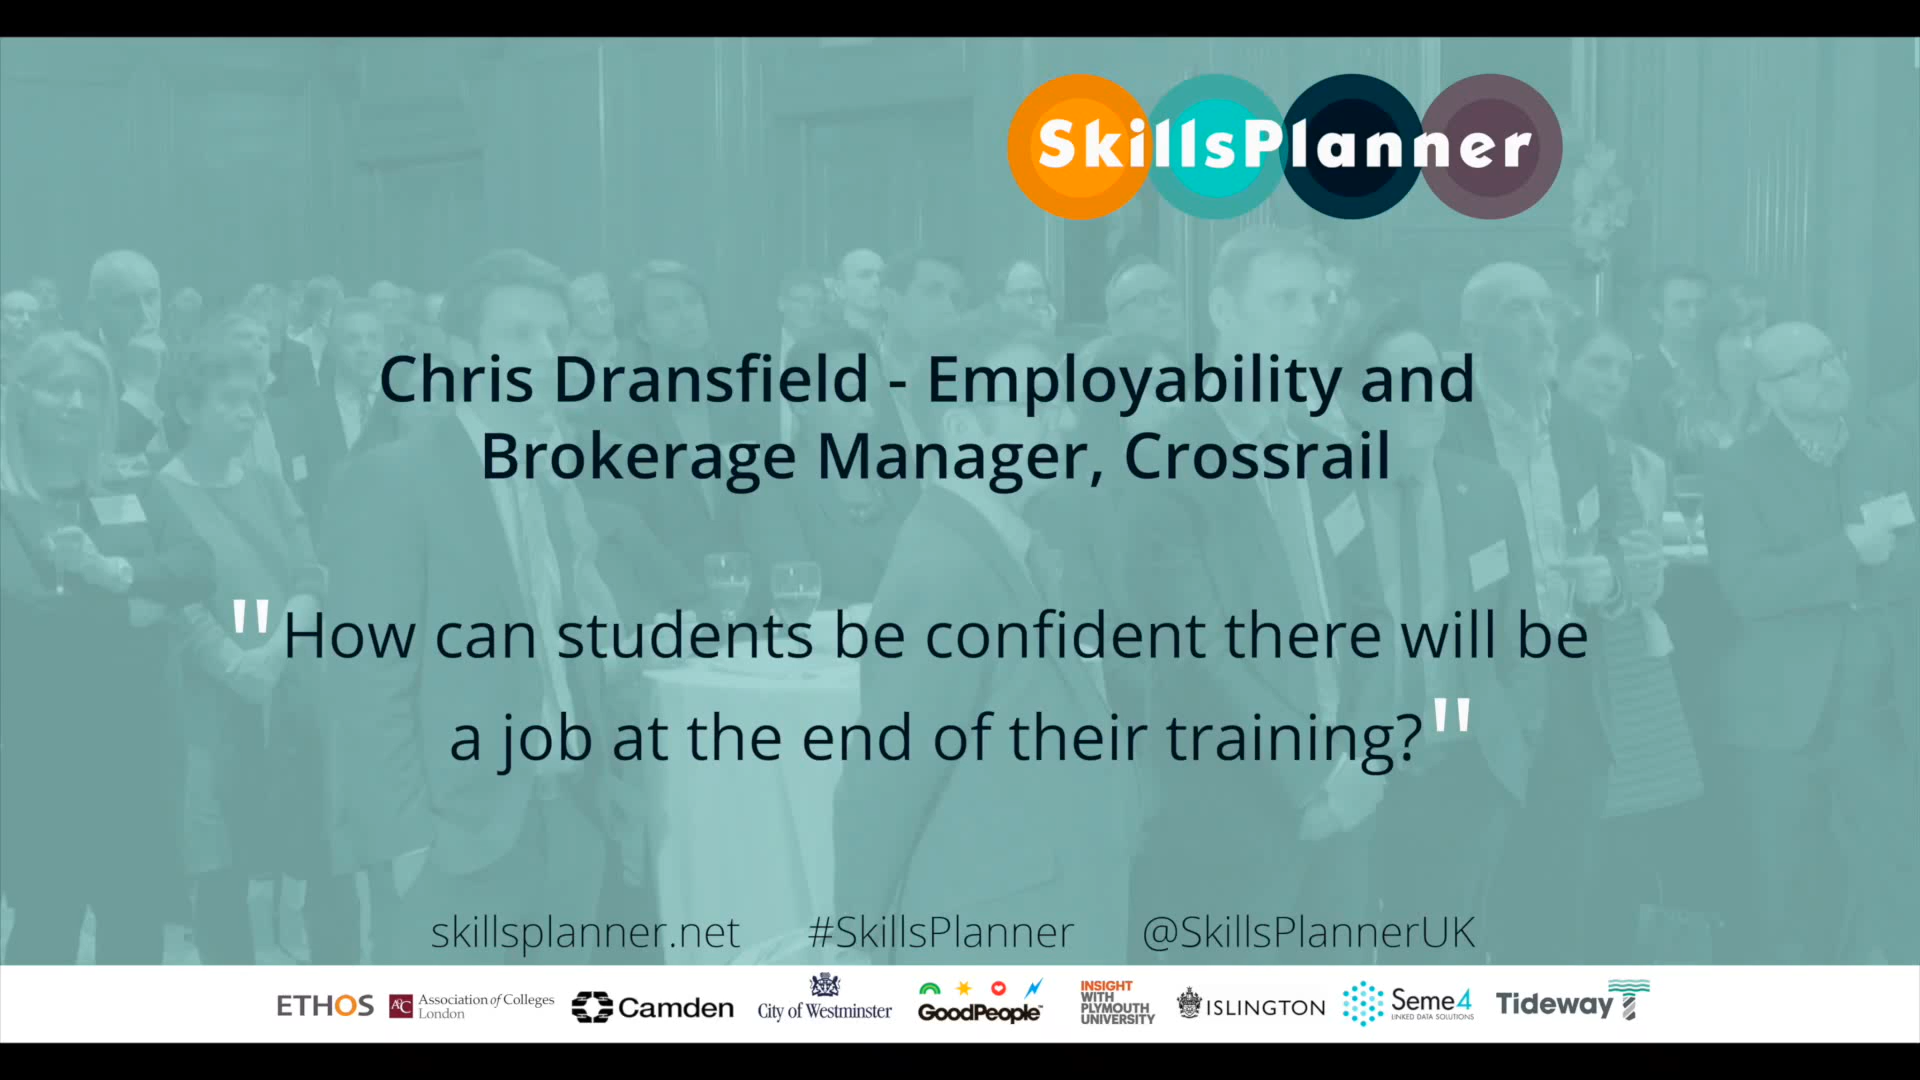 SkillsPlanner
Chris Dransfield - Employability and
Brokerage Manager, Crossrail
"How can students be confident there will be
a job at the end of their training?"
skillsplanner.net #SkillsPlanner @SkillsPlannerUK
ETHOS
AoC Association of Colleges
London
Camden
City of Westminster
GoodPeople™
INSIGHT
WITH
PLYMOUTH
UNIVERSITY
ISLINGTON
Seme4
LINKED DATA SOLUTIONS
Tideway